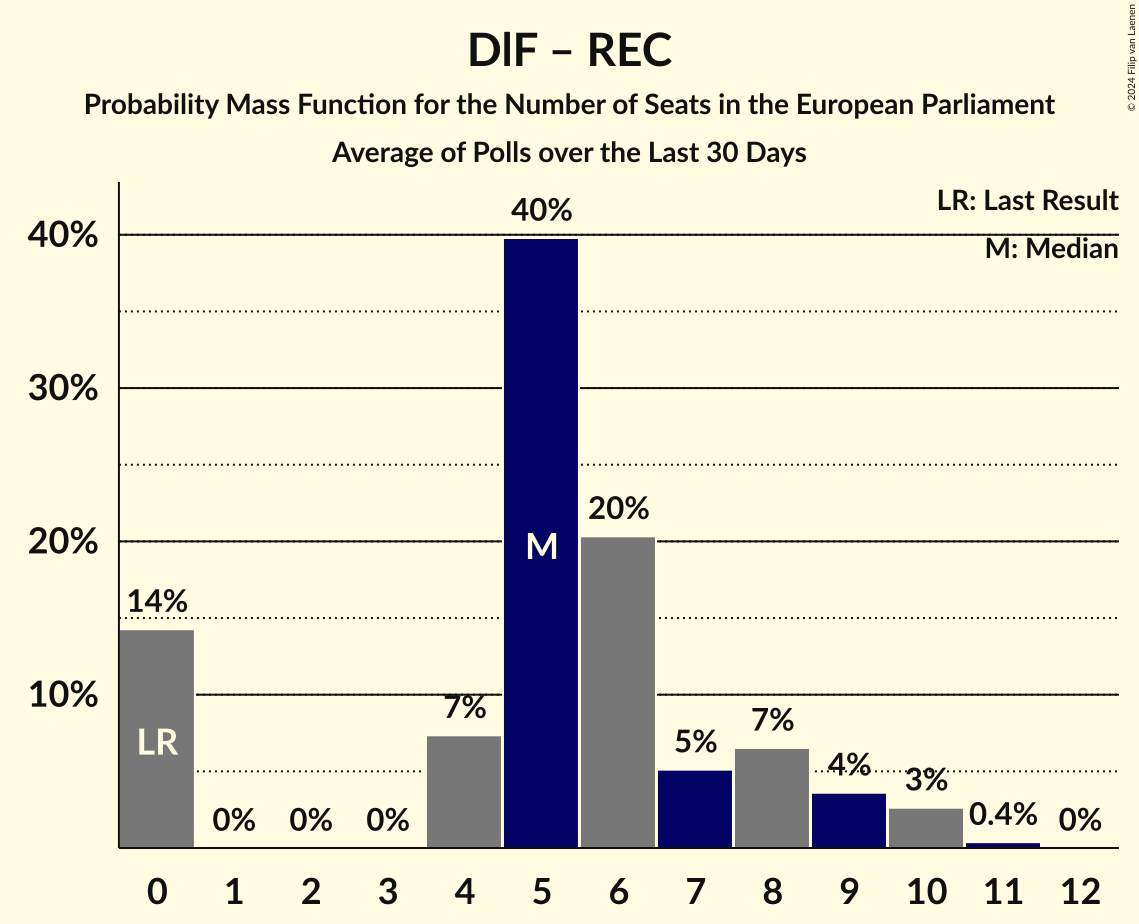 DIF – REC
Probability Mass Function for the Number of Seats in the European Parliament
Average of Polls over the Last 30 Days
© 2024 Filip van Laenen
LR: Last Result
M: Median
40%
30%
20%
10%
14%
0%
0%
0%
7%
40%
20%
5%
7%
4%
3%
0.4%
0%
LR
M
0 1 2 3 4 5 6 7 8 9 10 11 12